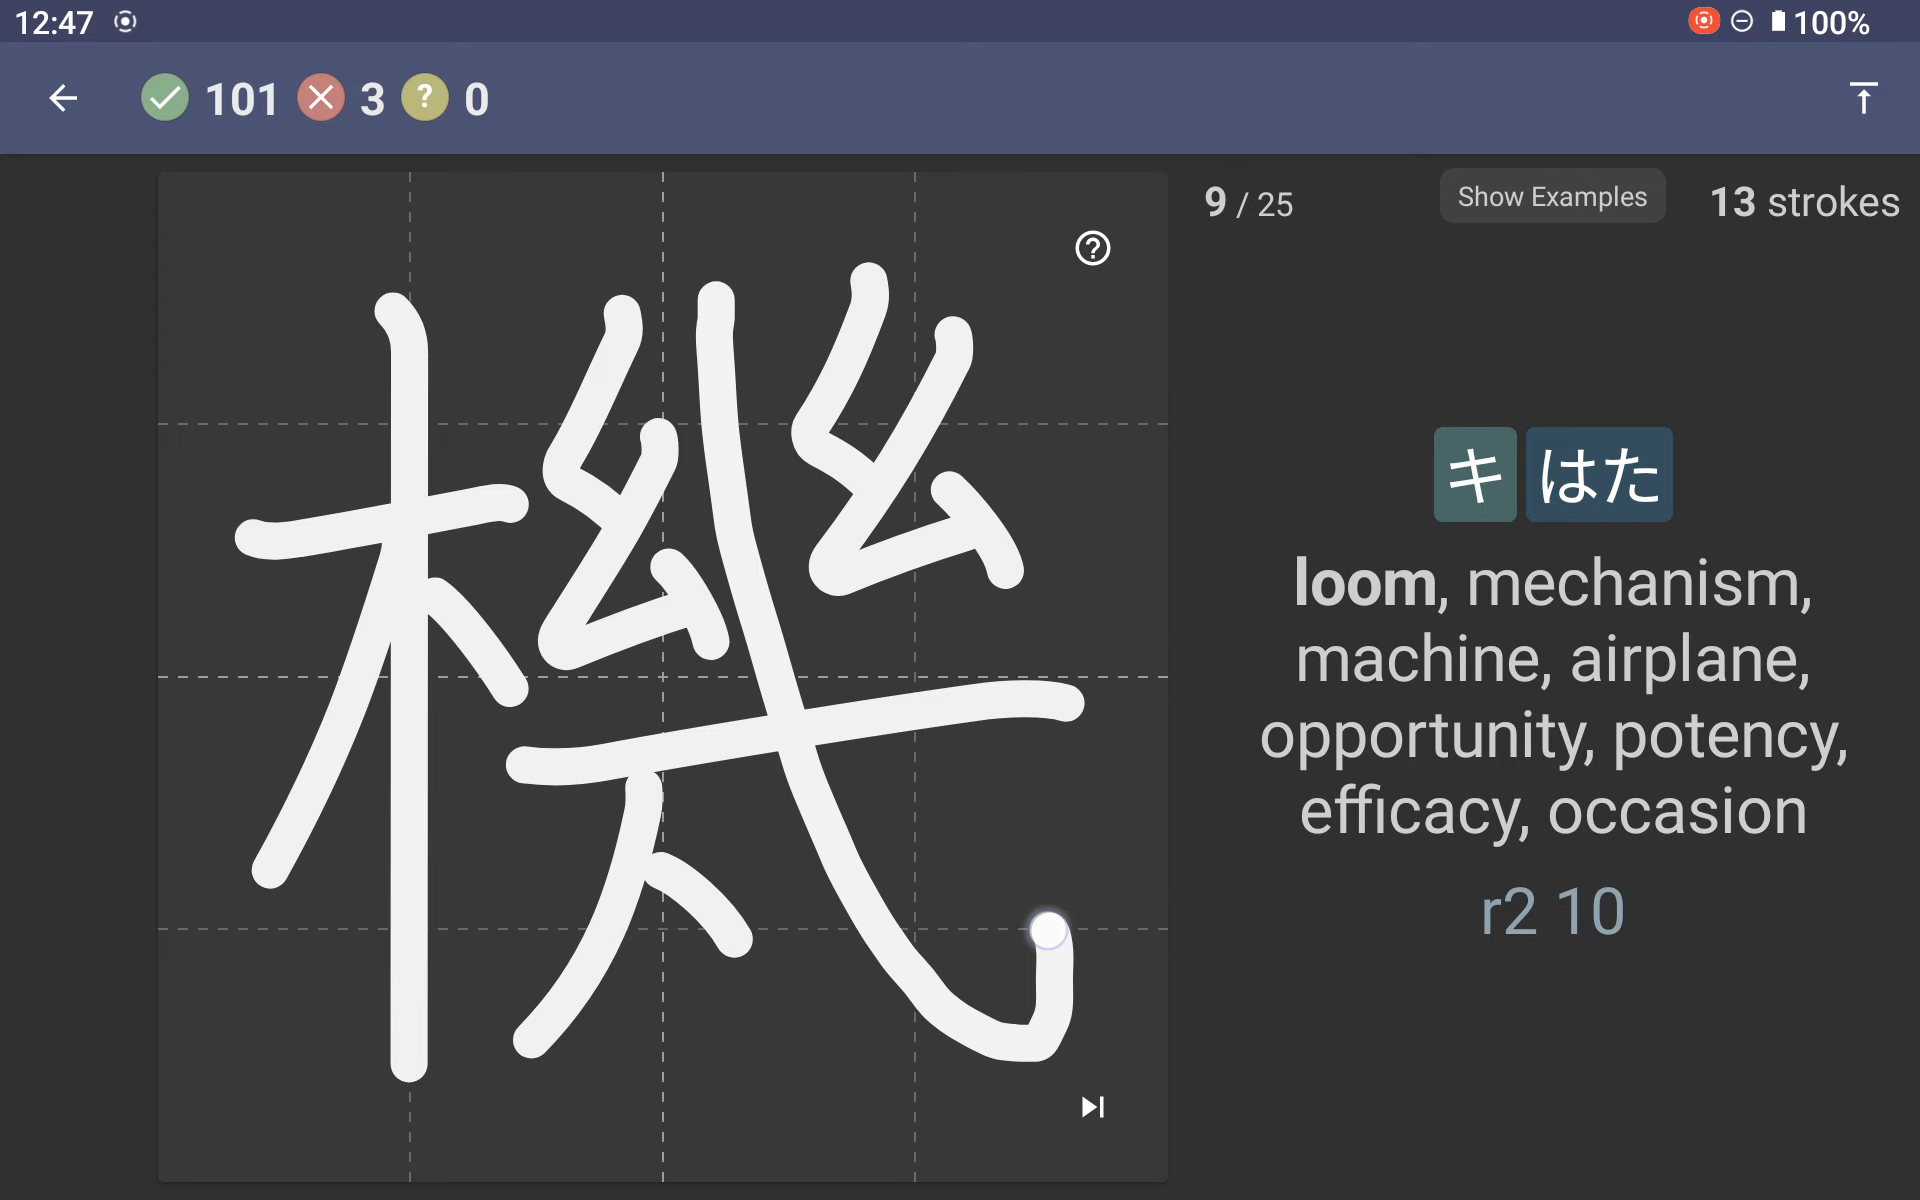 12:47 100%
101 3 ? 0
9 / 25 Show Examples 13 strokes
?
機
キ はた
loom, mechanism,
machine, airplane,
opportunity, potency,
efficacy, occasion
r2 10